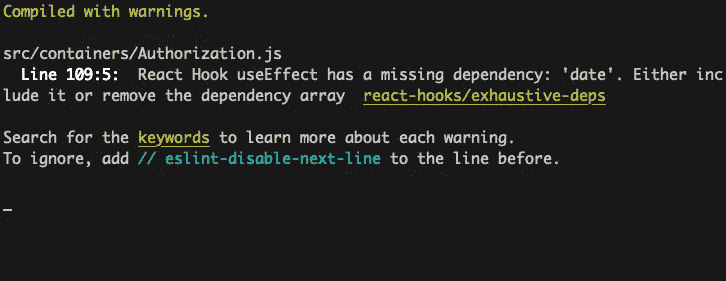 Compiled with warnings.
src/containers/Authorization.js
Line 109:5:  React Hook useEffect has a missing dependency: 'date'. Either inc
lude it or remove the dependency array  react-hooks/exhaustive-deps
Search for the keywords to learn more about each warning.
To ignore, add // eslint-disable-next-line to the line before.